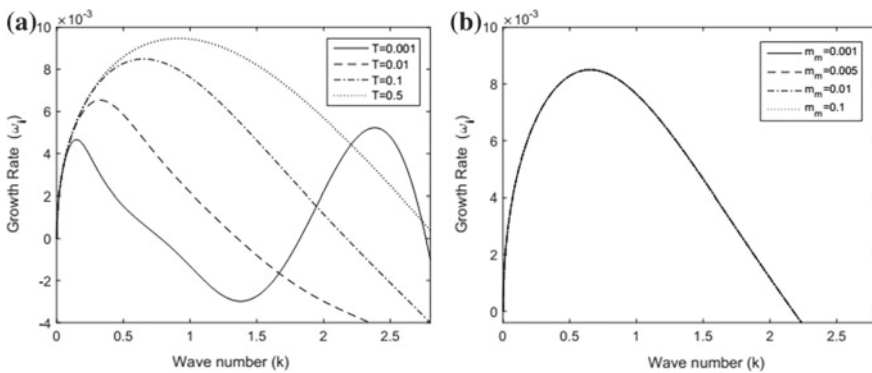 (a)
×10⁻³
10
8
6
4
2
0
-2
-4
0
0.5
1
1.5
2
2.5
Growth Rate (ωᵢ)
Wave number (k)
T=0.001
T=0.01
T=0.1
T=0.5
(b)
×10⁻³
10
8
6
4
2
0
0
0.5
1
1.5
2
2.5
Growth Rate (ωᵢ)
Wave number (k)
mₘ=0.001
mₘ=0.005
mₘ=0.01
mₘ=0.1